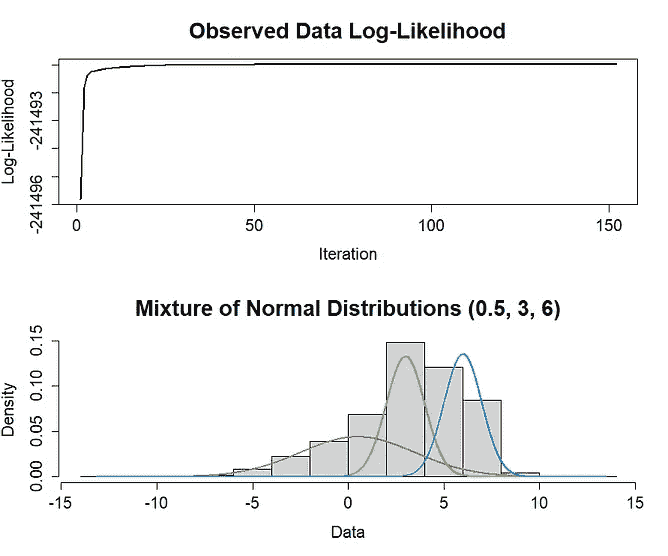 Observed Data Log-Likelihood
Log-Likelihood
-241493
-241496
0 50 100 150
Iteration
Mixture of Normal Distributions (0.5, 3, 6)
Density
0.15
0.10
0.05
0.00
-15 -10 -5 0 5 10 15
Data